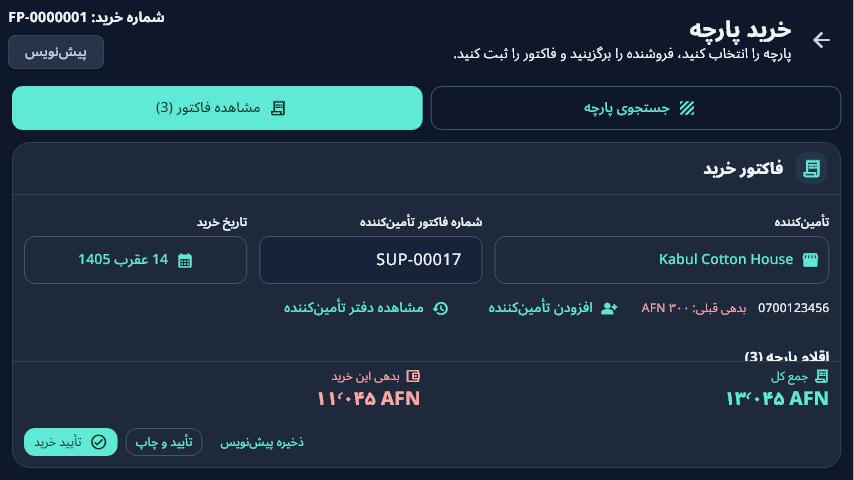 خرید پارچه
پارچه را انتخاب کنید، فروشنده را برگزینید و فاکتور را ثبت کنید.
شماره خرید: FP-0000001
پیش‌نویس
جستجوی پارچه
مشاهده فاکتور (3)
فاکتور خرید
تأمین‌کننده
شماره فاکتور تأمین‌کننده
تاریخ خرید
Kabul Cotton House
SUP-00017
14 عقرب 1405
0700123456
بدهی قبلی: ۳۰۰ AFN
افزودن تأمین‌کننده
مشاهده دفتر تأمین‌کننده
اقلام پارچه (3)
جمع کل
۱۳٬۰۴۵ AFN
بدهی این خرید
۱۱٬۰۴۵ AFN
ذخیره پیش‌نویس
تأیید و چاپ
تأیید خرید